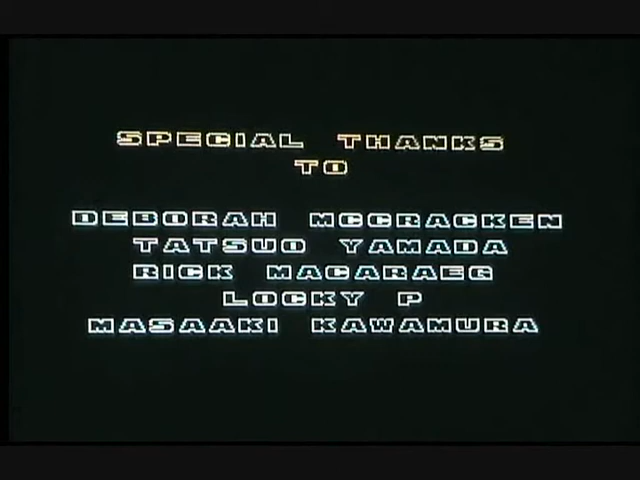 SPECIAL THANKS
TO
DEBORAH MCCRACKEN
TATSUO YAMADA
RICK MACARAEG
LOCKY P
MASAAKI KAWAMURA